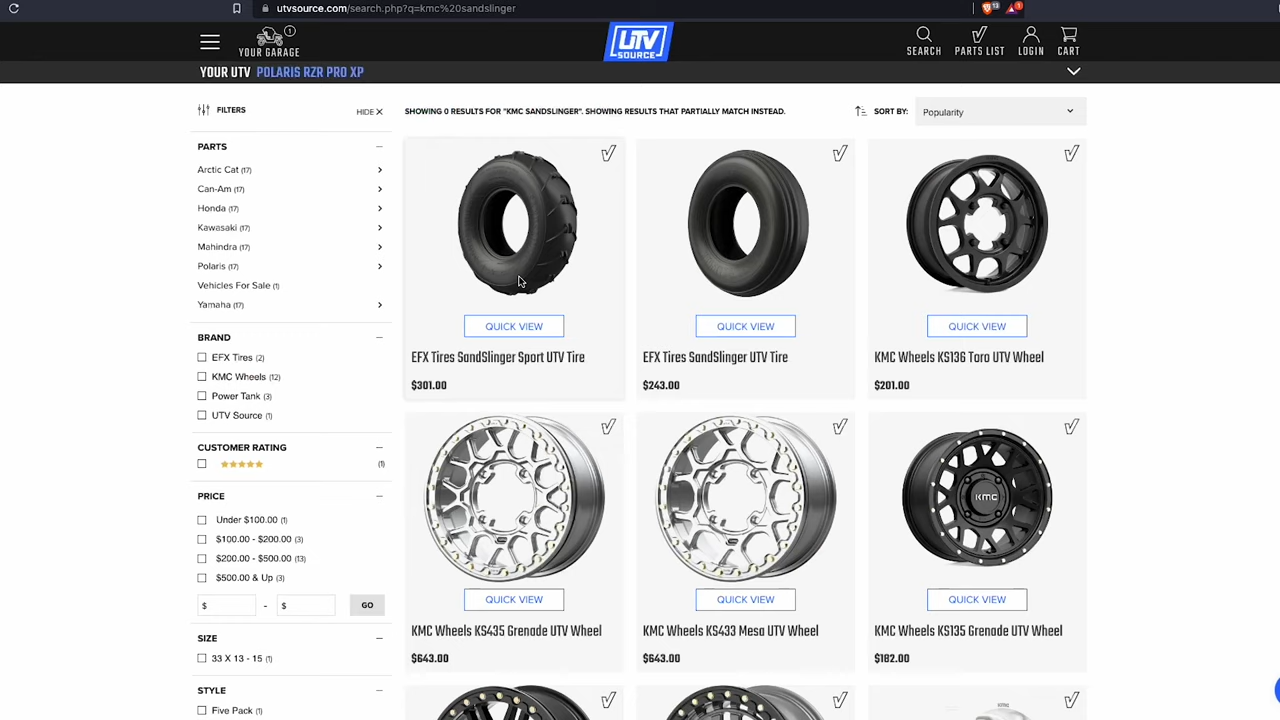 utvsource.com/search.php?q=kmc%20sandslinger
13
1
1
YOUR GARAGE
UTV
SOURCE
SEARCH
PARTS LIST
LOGIN
CART
YOUR UTV POLARIS RZR PRO XP
FILTERS
HIDE X
SHOWING 0 RESULTS FOR "KMC SANDSLINGER". SHOWING RESULTS THAT PARTIALLY MATCH INSTEAD.
SORT BY:
Popularity
PARTS
Arctic Cat (17)
Can-Am (17)
Honda (17)
Kawasaki (17)
Mahindra (17)
Polaris (17)
Vehicles For Sale (1)
Yamaha (17)
BRAND
EFX Tires (2)
KMC Wheels (12)
Power Tank (3)
UTV Source (1)
CUSTOMER RATING
(1)
PRICE
Under $100.00 (1)
$100.00 - $200.00 (3)
$200.00 - $500.00 (13)
$500.00 & Up (3)
$ - $ GO
SIZE
33 X 13 - 15 (1)
STYLE
Five Pack (1)
QUICK VIEW
EFX Tires SandSlinger Sport UTV Tire
$301.00
QUICK VIEW
EFX Tires SandSlinger UTV Tire
$243.00
QUICK VIEW
KMC Wheels KS136 Toro UTV Wheel
$201.00
QUICK VIEW
KMC Wheels KS435 Grenade UTV Wheel
$643.00
QUICK VIEW
KMC Wheels KS433 Mesa UTV Wheel
$643.00
KMC
QUICK VIEW
KMC Wheels KS135 Grenade UTV Wheel
$182.00